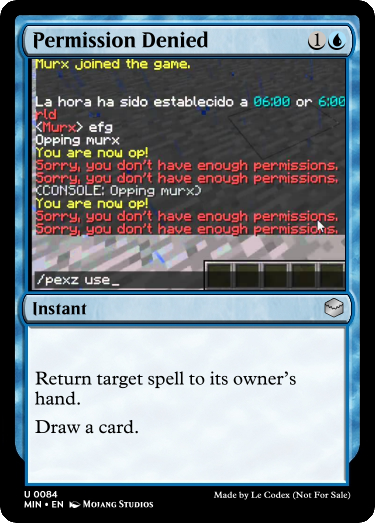 Permission Denied 1
Murx joined the game.
La hora ha sido establecido a 06:00 or 6:00
rld
<Murx> efg
Opping murx
You are now op!
Sorry, you don't have enough permissions.
Sorry, you don't have enough permissions.
(CONSOLE: Opping murx)
You are now op!
Sorry, you don't have enough permissions.
Sorry, you don't have enough permissions.
/pexz use_
Instant
Return target spell to its owner's
hand.
Draw a card.
U 0084
MIN • EN Mojang Studios
Made by Le Codex (Not For Sale)